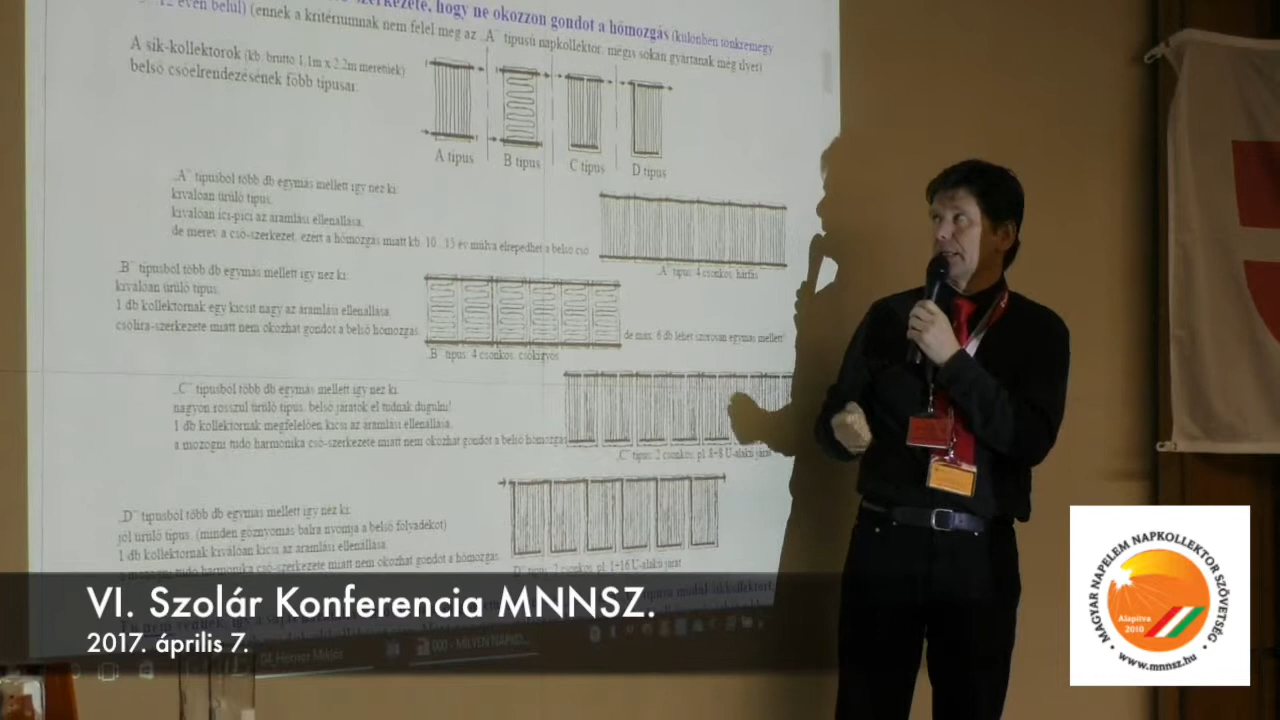 szerkezete, hogy ne okozzon gondot a hőmozgás (különben tönkremegy
12 éven belül) (ennek a kritériumnak nem felel meg az „A" típusú napkollektor, mégis sokan gyártanak még ilyet)
A sík-kollektorok (kb. bruttó 1,1m x 2,2m méretűek)
belső csőelrendezésének főbb típusai:
A típus
B típus
C típus
D típus
„A" típusból több db egymás mellett így néz ki:
kiválóan ürülő típus,
kiválóan ici-pici az áramlási ellenállása,
de merev a cső-szerkezet, ezért a hőmozgás miatt kb. 10...15 év múlva elrepedhet a belső cső
„A" típus: 4 csonkos, hárfás
„B" típusból több db egymás mellett így néz ki:
kiválóan ürülő típus,
1 db kollektornak egy kicsit nagy az áramlási ellenállása,
csőlíra-szerkezete miatt nem okozhat gondot a belső hőmozgás,
de max. 6 db lehet szorosan egymás mellett!
„B" típus: 4 csonkos, csőkígyós
„C" típusból több db egymás mellett így néz ki:
nagyon rosszul ürülő típus, belső járatok el tudnak dugulni!
1 db kollektornak megfelelően kicsi az áramlási ellenállása,
a mozogni tudó harmonika cső-szerkezete miatt nem okozhat gondot a belső hőmozgás
„C" típus: 2 csonkos, pl. 8+8 U-alakú járat
„D" típusból több db egymás mellett így néz ki:
jól ürülő típus, (minden gőznyomás balra nyomja a belső folyadékot)
1 db kollektornak kiválóan kicsi az áramlási ellenállása,
a mozogni tudó harmonika cső-szerkezete miatt nem okozhat gondot a hőmozgás
„D" típus: 2 csonkos, pl. 1+16 U-alakú járat
VI. Szolár Konferencia MNNSZ.
2017. április 7.
MAGYAR NAPELEM NAPKOLLEKTOR SZÖVETSÉG
Alapítva
2010
www.mnnsz.hu